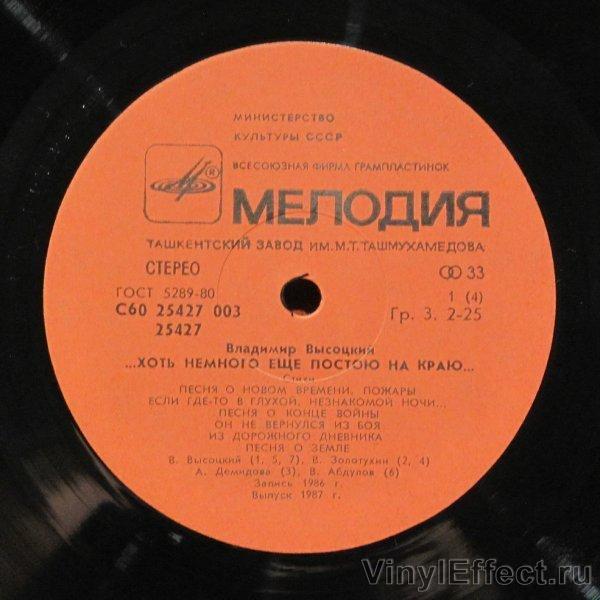 МИНИСТЕРСТВО
КУЛЬТУРЫ СССР
ВСЕСОЮЗНАЯ ФИРМА ГРАМПЛАСТИНОК
®
МЕЛОДИЯ
ТАШКЕНТСКИЙ ЗАВОД ИМ.М.Т.ТАШМУХАМЕДОВА
СТЕРЕО 33
ГОСТ 5289-80 1 (4)
С60 25427 003 Гр. 3. 2-25
25427
Владимир Высоцкий
...ХОТЬ НЕМНОГО ЕЩЕ ПОСТОЮ НА КРАЮ...
Стихи
ПЕСНЯ О НОВОМ ВРЕМЕНИ, ПОЖАРЫ
ЕСЛИ ГДЕ-ТО В ГЛУХОЙ, НЕЗНАКОМОЙ НОЧИ...
ПЕСНЯ О КОНЦЕ ВОЙНЫ
ОН НЕ ВЕРНУЛСЯ ИЗ БОЯ
ИЗ ДОРОЖНОГО ДНЕВНИКА
ПЕСНЯ О ЗЕМЛЕ
В. Высоцкий (1, 5, 7), В. Золотухин (2, 4)
А. Демидова (3), В. Абдулов (6)
Запись 1986 г.
Выпуск 1987 г.
VinylEffect.ru